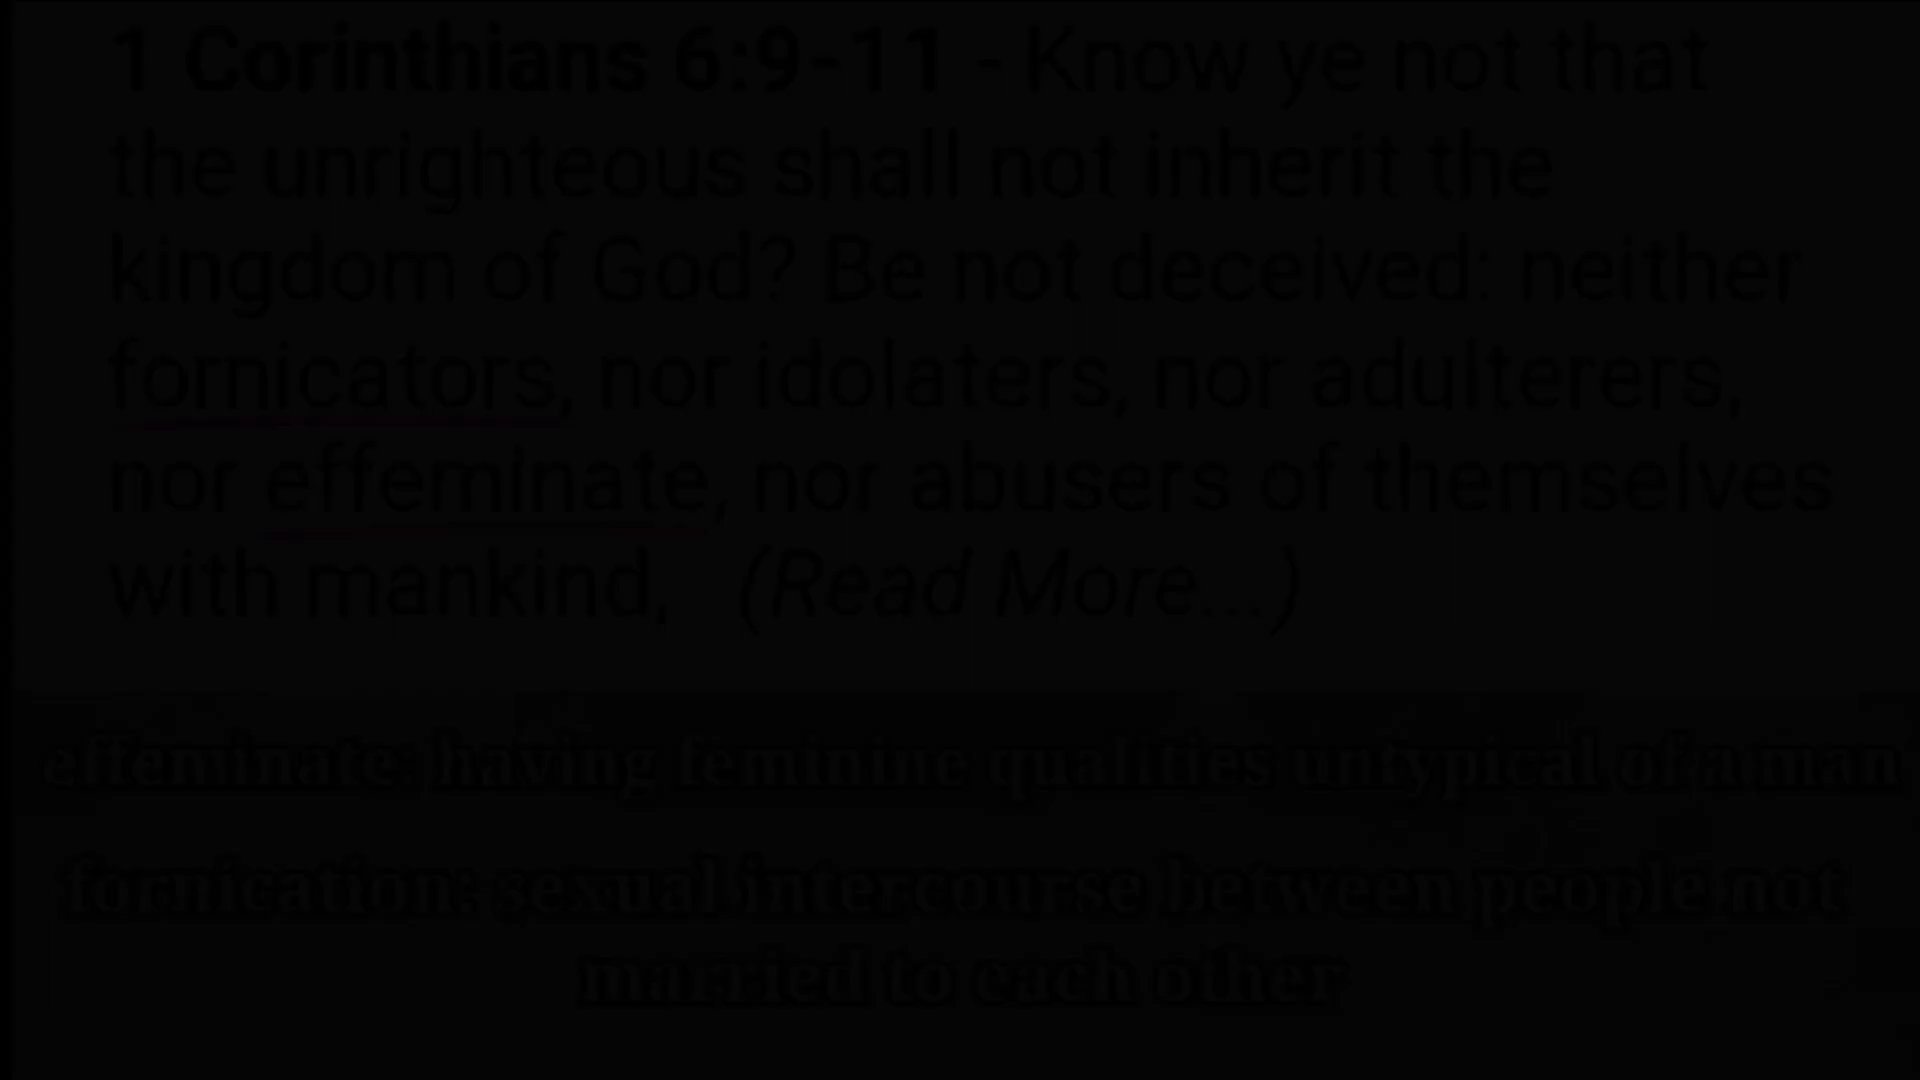 1 Corinthians 6:9-11 - Know ye not that
the unrighteous shall not inherit the
kingdom of God? Be not deceived: neither
fornicators, nor idolaters, nor adulterers,
nor effeminate, nor abusers of themselves
with mankind, (Read More...)
effeminate: having feminine qualities untypical of a man
fornication: sexual intercourse between people not
married to each other